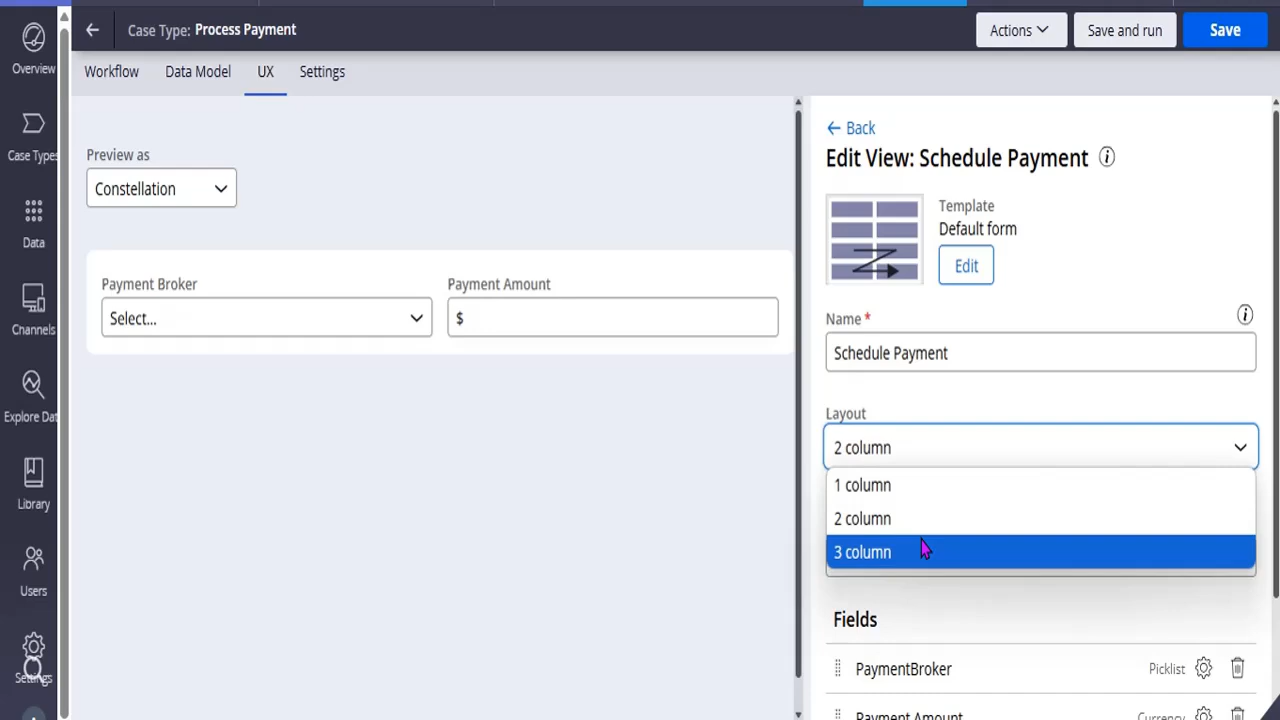 Case Type: Process Payment
Actions
Save and run
Save
Overview
Case Types
Data
Channels
Explore Dat
Library
Users
Settings
Workflow
Data Model
UX
Settings
Preview as
Constellation
Payment Broker
Select...
Payment Amount
$
Back
Edit View: Schedule Payment
Template
Default form
Edit
Name *
Schedule Payment
Layout
2 column
1 column
2 column
3 column
Fields
PaymentBroker
Picklist
Payment Amount
Currency